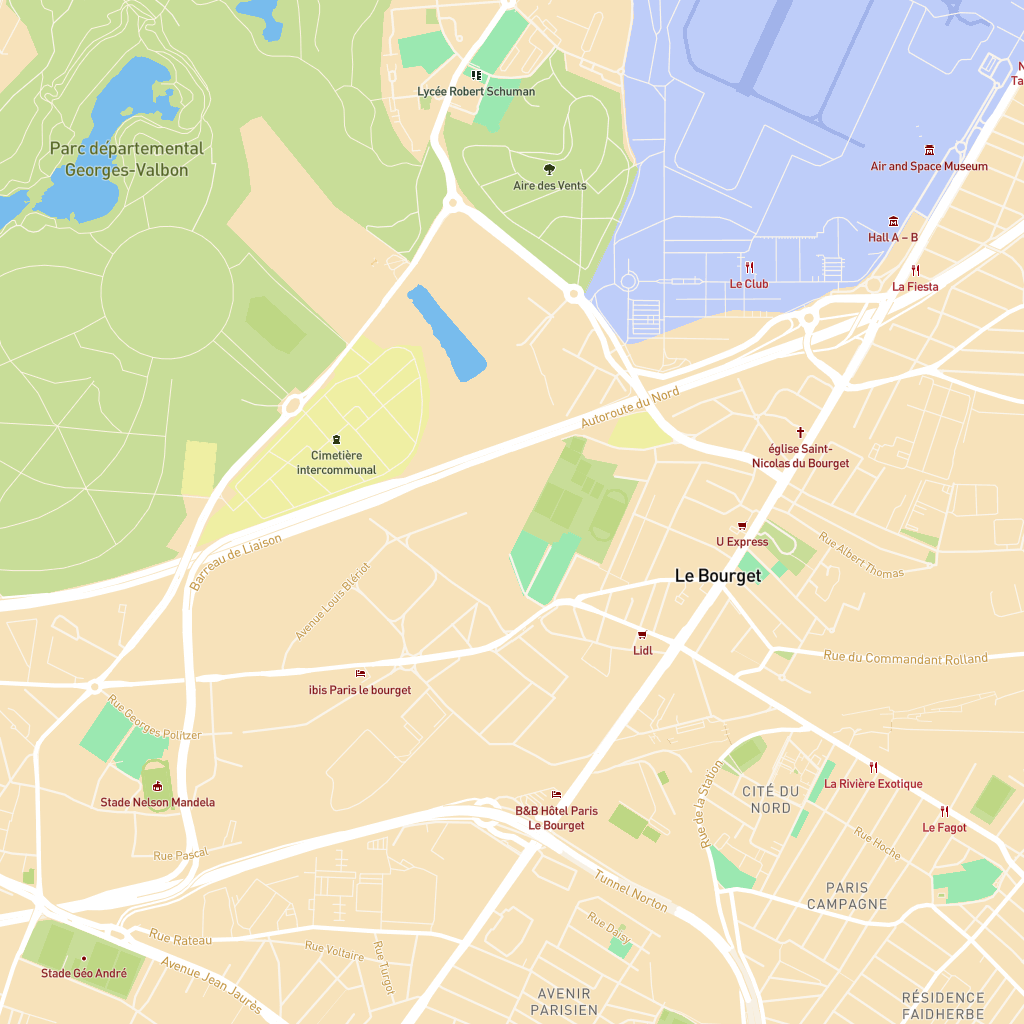 Lycée Robert Schuman
Parc départemental
Georges-Valbon
Aire des Vents
Air and Space Museum
Hall A – B
Le Club
La Fiesta
Autoroute du Nord
Cimetière
intercommunal
église Saint-
Nicolas du Bourget
U Express
Rue Albert Thomas
Barreau de Liaison
Avenue Louis Blériot
Le Bourget
Lidl
Rue du Commandant Rolland
ibis Paris le bourget
Rue Georges Politzer
Stade Nelson Mandela
Rue de la Station
CITÉ DU
NORD
La Rivière Exotique
B&B Hôtel Paris
Le Bourget
Le Fagot
Rue Hoche
Rue Pascal
Tunnel Norton
PARIS
CAMPAGNE
Rue Rateau
Rue Voltaire
Rue Turgot
Rue Daisy
Stade Géo André
Avenue Jean Jaurès
AVENIR
PARISIEN
RÉSIDENCE
FAIDHERBE